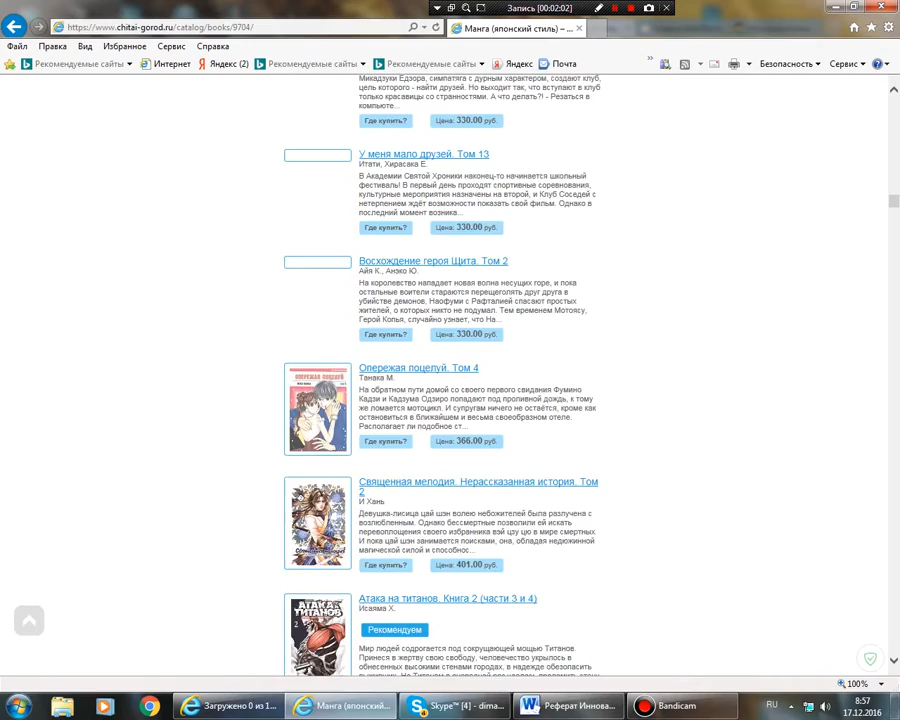 Запись [00:02:02]
https://www.chitai-gorod.ru/catalog/books/9704/
Манга (японский стиль) – ...
Файл Правка Вид Избранное Сервис Справка
Рекомендуемые сайты Интернет Яндекс (2) Рекомендуемые сайты Рекомендуемые сайты Яндекс Почта
Безопасность Сервис
Микадзуки Ёдзора, симпатяга с дурным характером, создают клуб,
цель которого - найти друзей. Но выходит так, что вступают в клуб
только красавицы со странностями. А что делать?! - Резаться в
компьюте...
Где купить? Цена: 330.00 руб.
У меня мало друзей. Том 13
Итати, Хирасака Ё.
В Академии Святой Хроники наконец-то начинается школьный
фестиваль! В первый день проходят спортивные соревнования,
культурные мероприятия назначены на второй, и Клуб Соседей с
нетерпением ждёт возможности показать свой фильм. Однако в
последний момент возника...
Где купить? Цена: 330.00 руб.
Восхождение героя Щита. Том 2
Айя К., Анэко Ю.
На королевство нападает новая волна несущих горе, и пока
остальные воители стараются перещеголять друг друга в
убийстве демонов, Наофуми с Рафталией спасают простых
жителей, о которых никто не подумал. Тем временем Мотоясу,
Герой Копья, случайно узнает, что На...
Где купить? Цена: 330.00 руб.
Опережая поцелуй. Том 4
Танака М.
На обратном пути домой со своего первого свидания Фумино
Кадзи и Кадзума Одзиро попадают под проливной дождь, к тому
же ломается мотоцикл. И супругам ничего не остаётся, кроме как
остановиться в ближайшем и весьма своеобразном отеле.
Располагает ли подобное ст...
Где купить? Цена: 366.00 руб.
Священная мелодия. Нерассказанная история. Том
2
И Хань
Девушка-лисица цай шэн волею небожителей была разлучена с
возлюбленным. Однако бессмертные позволили ей искать
перевоплощения своего избранника вэй цзу цю в мире смертных
И пока цай шэн занимается поисками, она, обладая недюжинной
магической силой и способнос...
Где купить? Цена: 401.00 руб.
АТАКА НА ТИТАНОВ
2
Атака на титанов. Книга 2 (части 3 и 4)
Исаяма Х.
Рекомендуем
Мир людей содрогается под сокрущающей мощью Титанов.
Принеся в жертву свою свободу, человечество укрылось в
обнесенных высокими стенами городах, в надежде обезопасить
100%
Загружено 0 из 1... Манга (японский... Skype™ [4] - dima... Реферат Иннова... Bandicam
RU 8:57
17.12.2016